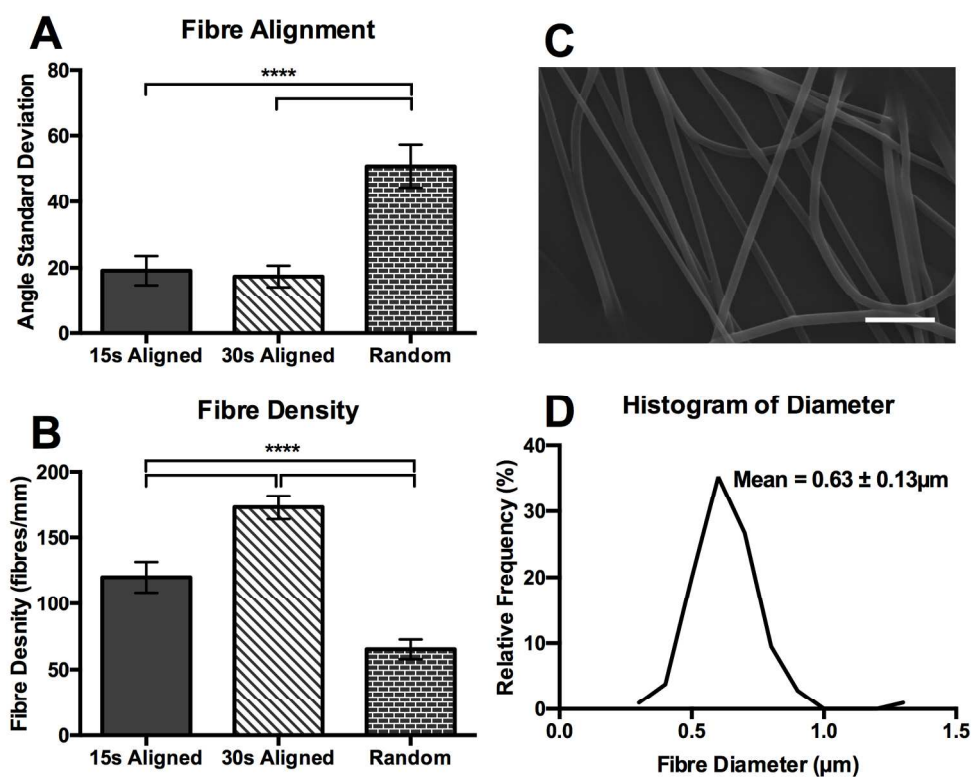 A
Fibre Alignment
Angle Standard Deviation
80
60
40
20
0
****
15s Aligned
30s Aligned
Random
B
Fibre Density
Fibre Desnity (fibres/mm)
200
150
100
50
0
****
15s Aligned
30s Aligned
Random
C
D
Histogram of Diameter
Relative Frequency (%)
40
30
20
10
0
Mean = 0.63 ± 0.13µm
0.0
0.5
1.0
1.5
Fibre Diameter (µm)